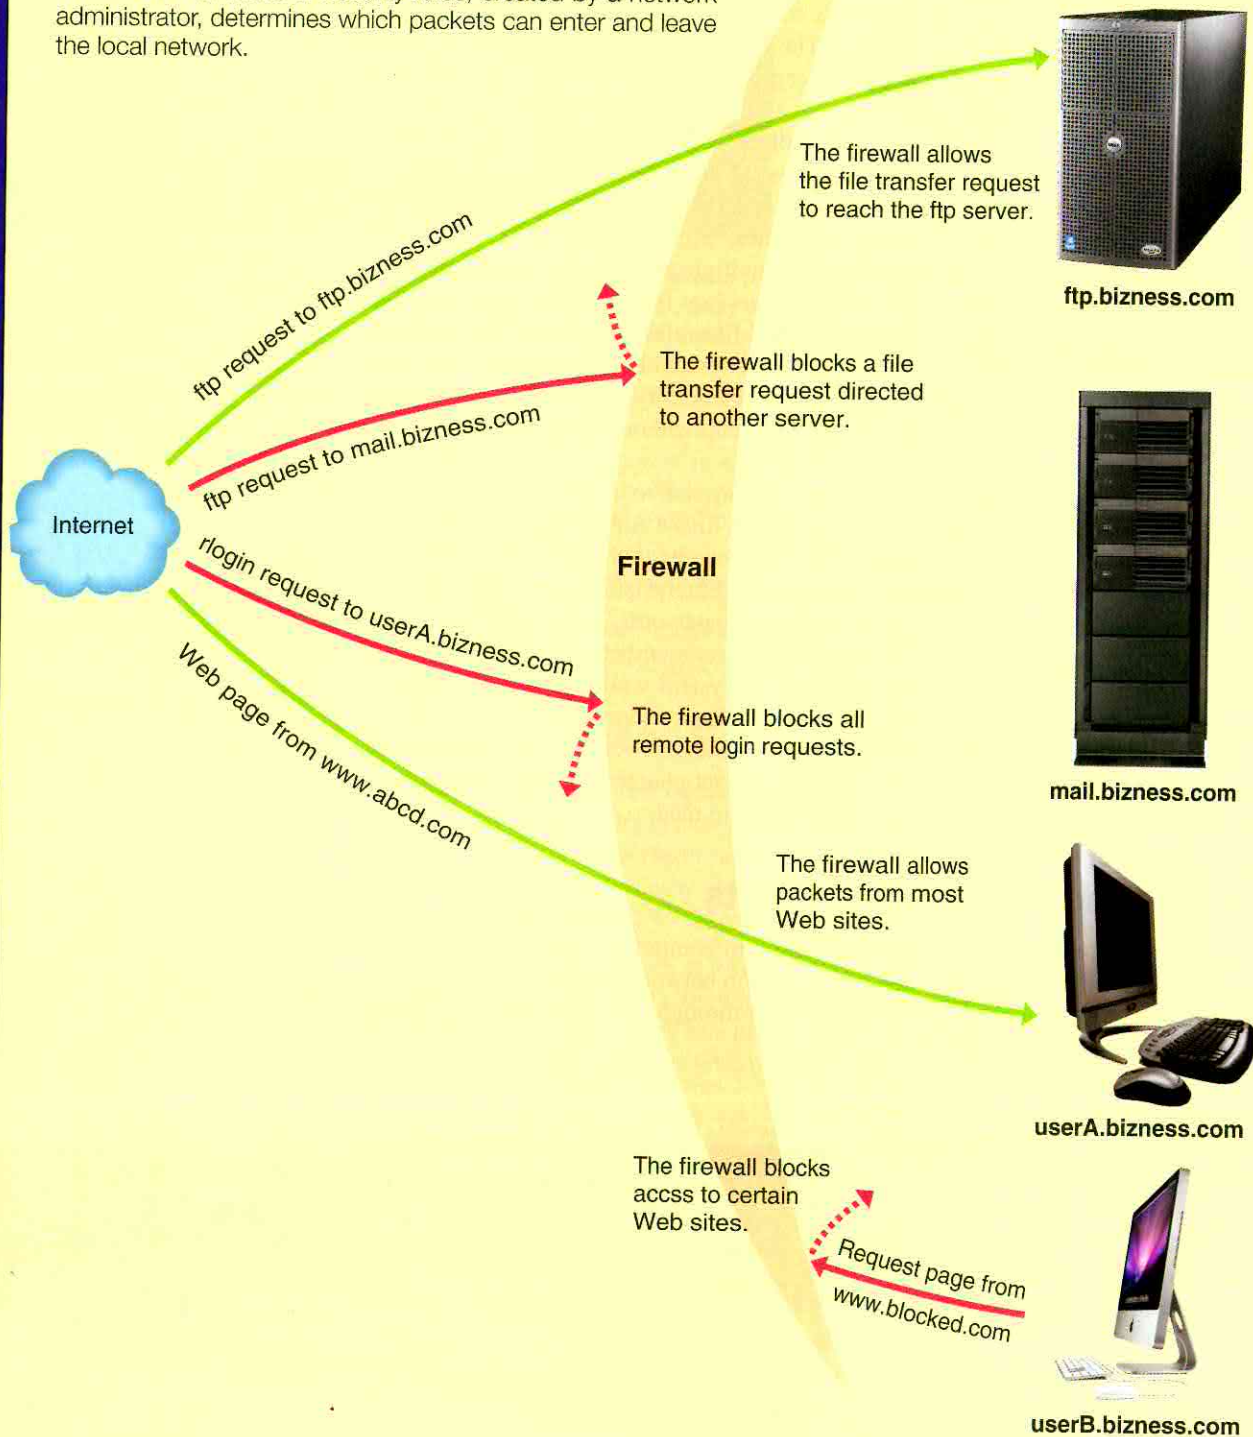 administrator, determines which packets can enter and leave
the local network.
The firewall allows
the file transfer request
to reach the ftp server.
ftp.bizness.com
ftp request to ftp.bizness.com
The firewall blocks a file
transfer request directed
to another server.
ftp request to mail.bizness.com
Internet
Firewall
rlogin request to userA.bizness.com
The firewall blocks all
remote login requests.
mail.bizness.com
Web page from www.abcd.com
The firewall allows
packets from most
Web sites.
userA.bizness.com
The firewall blocks
accss to certain
Web sites.
Request page from
www.blocked.com
userB.bizness.com